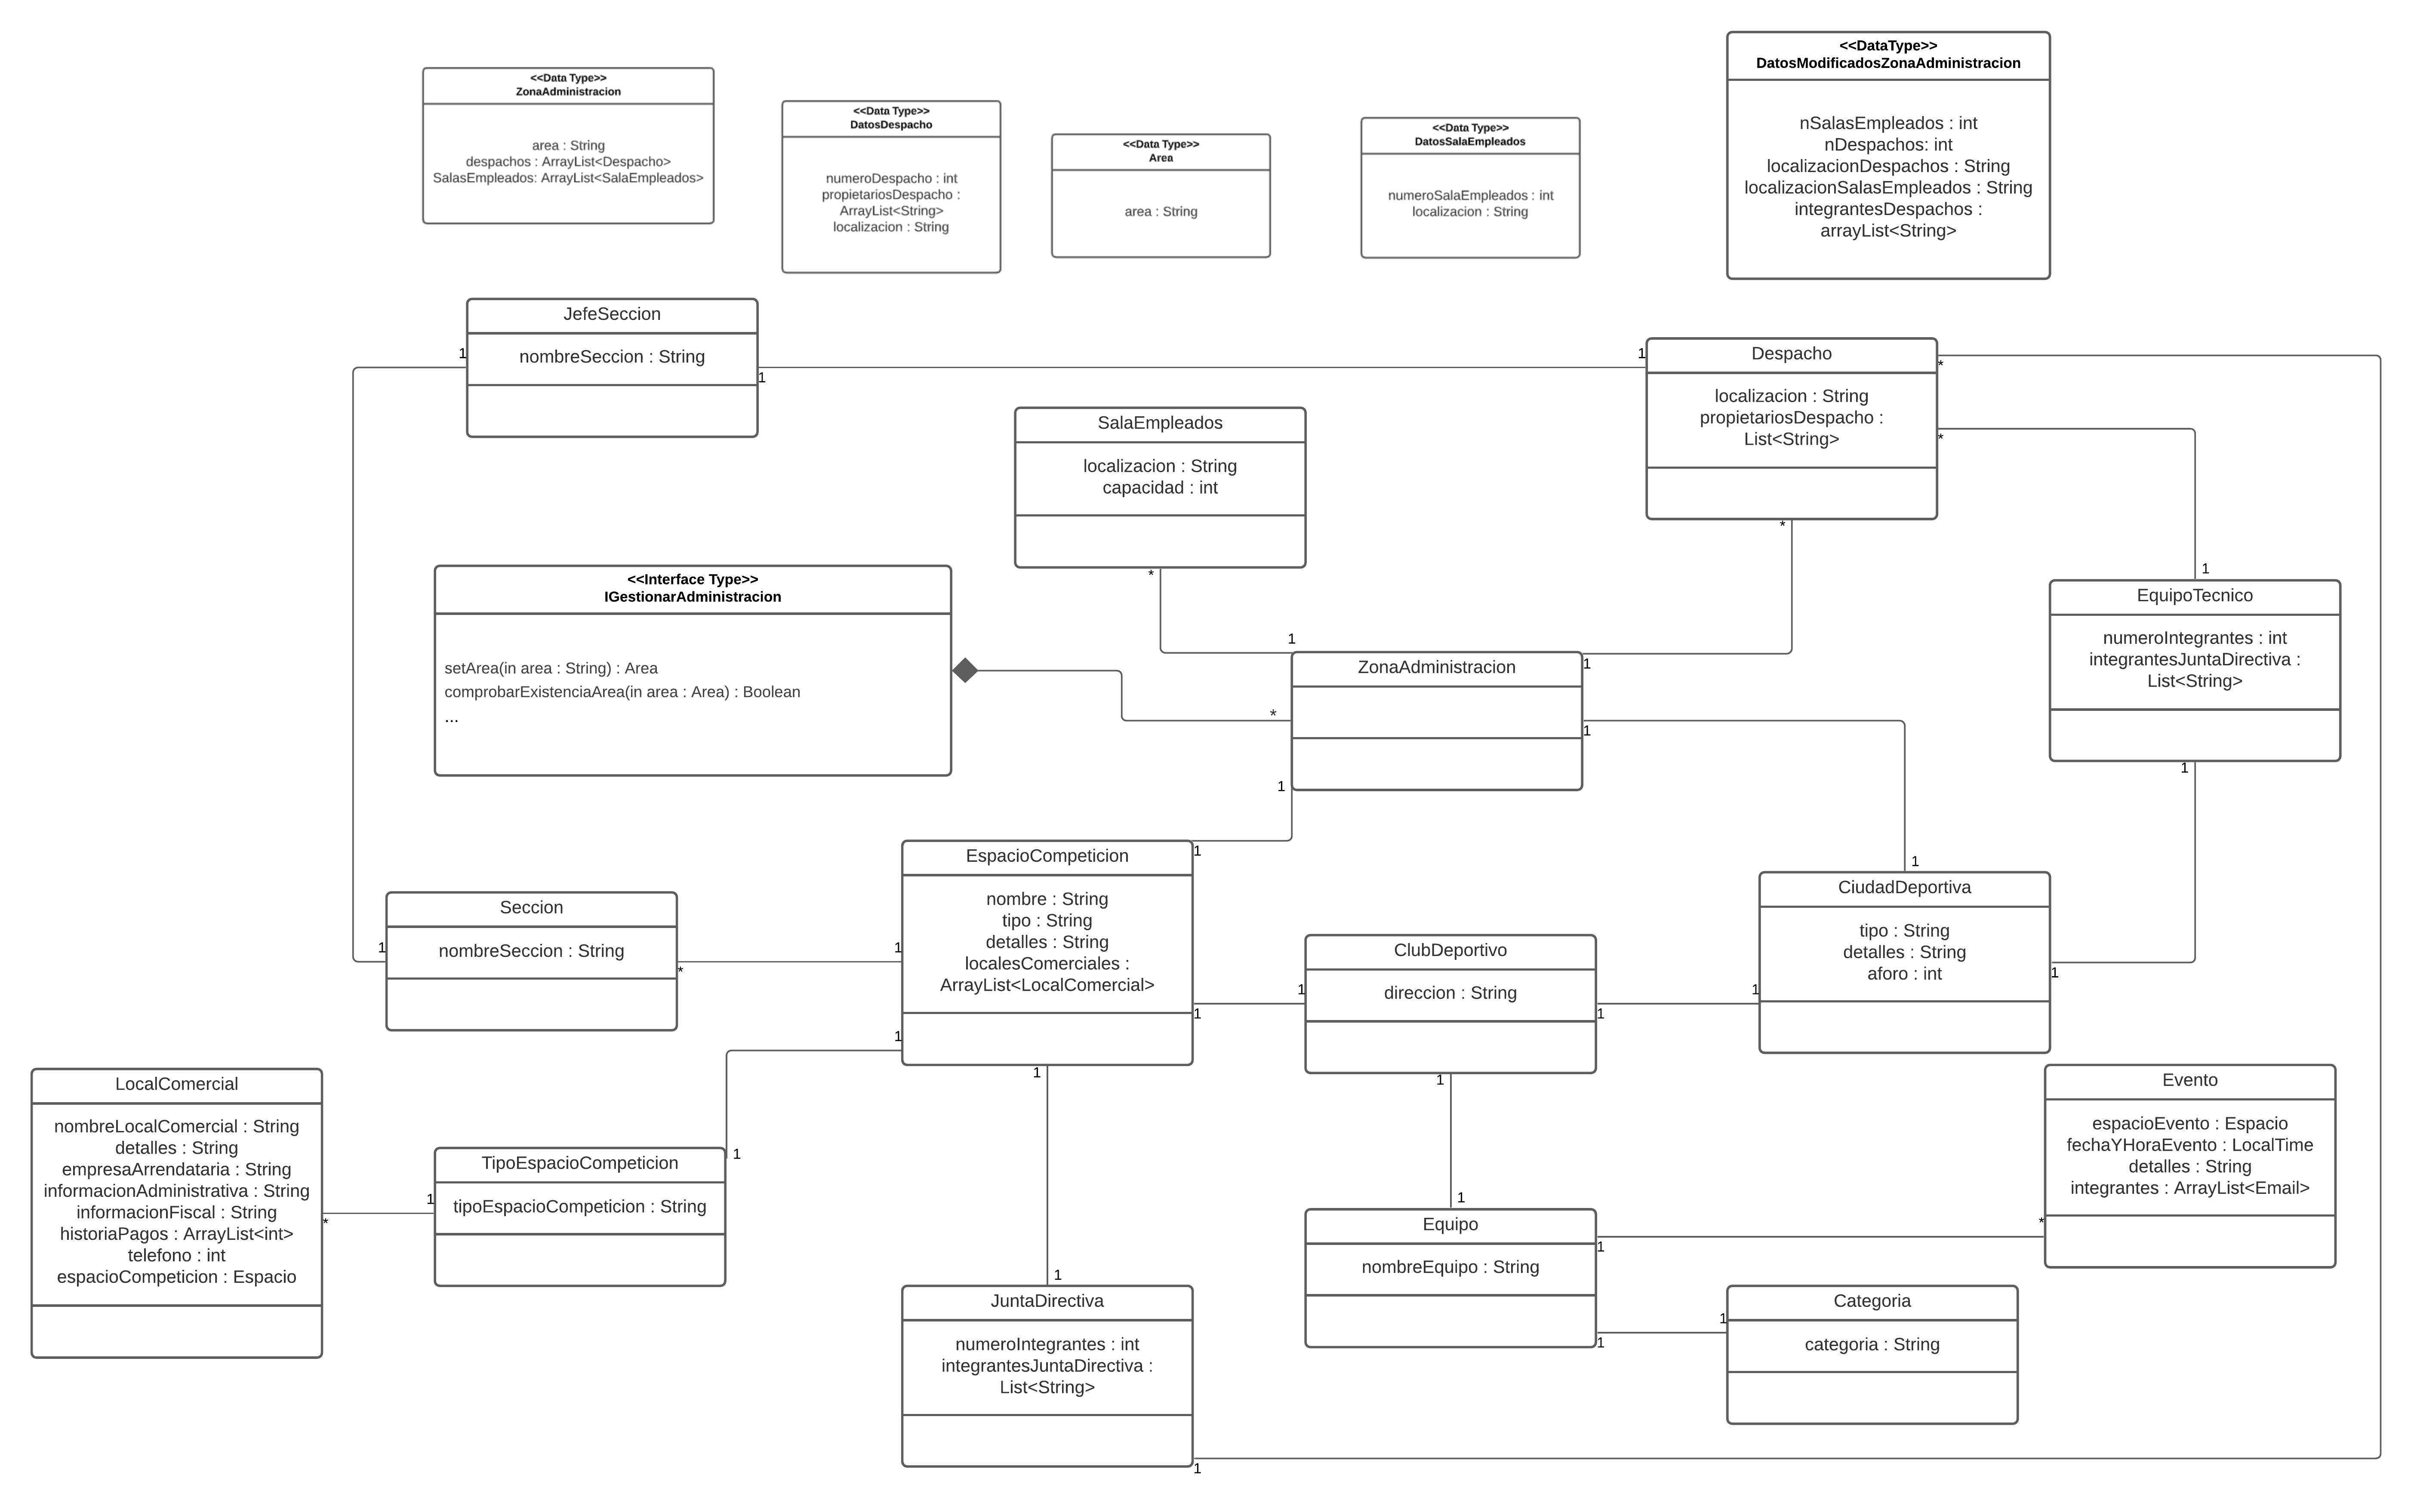 <<Data Type>>
ZonaAdministracion
area : String
despachos : ArrayList<Despacho>
SalasEmpleados: ArrayList<SalaEmpleados>
<<Data Type>>
DatosDespacho
numeroDespacho : int
propietariosDespacho :
ArrayList<String>
localizacion : String
<<Data Type>>
Area
area : String
<<Data Type>>
DatosSalaEmpleados
numeroSalaEmpleados : int
localizacion : String
<<DataType>>
DatosModificadosZonaAdministracion
nSalasEmpleados : int
nDespachos: int
localizacionDespachos : String
localizacionSalasEmpleados : String
integrantesDespachos :
arrayList<String>
JefeSeccion
nombreSeccion : String
1
1
1
Despacho
localizacion : String
propietariosDespacho :
List<String>
*
*
*
SalaEmpleados
localizacion : String
capacidad : int
*
<<Interface Type>>
IGestionarAdministracion
setArea(in area : String) : Area
comprobarExistenciaArea(in area : Area) : Boolean
...
*
1
ZonaAdministracion
1
1
1
1
EquipoTecnico
numeroIntegrantes : int
integrantesJuntaDirectiva :
List<String>
1
Seccion
nombreSeccion : String
1
*
EspacioCompeticion
nombre : String
tipo : String
detalles : String
localesComerciales :
ArrayList<LocalComercial>
1
1
1
1
1
ClubDeportivo
direccion : String
1
1
1
1
CiudadDeportiva
tipo : String
detalles : String
aforo : int
1
1
LocalComercial
nombreLocalComercial : String
detalles : String
empresaArrendataria : String
informacionAdministrativa : String
informacionFiscal : String
historiaPagos : ArrayList<int>
telefono : int
espacioCompeticion : Espacio
*
1
TipoEspacioCompeticion
tipoEspacioCompeticion : String
1
Evento
espacioEvento : Espacio
fechaYHoraEvento : LocalTime
detalles : String
integrantes : ArrayList<Email>
*
1
Equipo
nombreEquipo : String
1
1
1
JuntaDirectiva
numeroIntegrantes : int
integrantesJuntaDirectiva :
List<String>
1
1
Categoria
categoria : String